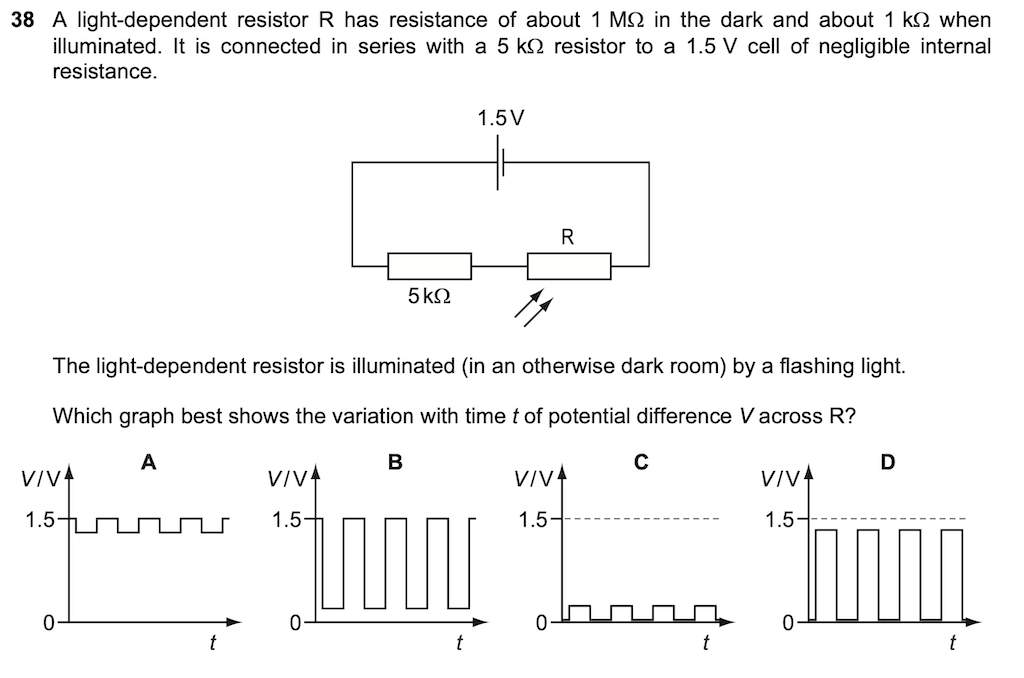 38 A light-dependent resistor R has resistance of about 1 MΩ in the dark and about 1 kΩ when
illuminated. It is connected in series with a 5 kΩ resistor to a 1.5 V cell of negligible internal
resistance.
1.5 V
R
5 kΩ
The light-dependent resistor is illuminated (in an otherwise dark room) by a flashing light.
Which graph best shows the variation with time t of potential difference V across R?
A
V/V
1.5
0
t
B
V/V
1.5
0
t
C
V/V
1.5
0
t
D
V/V
1.5
0
t